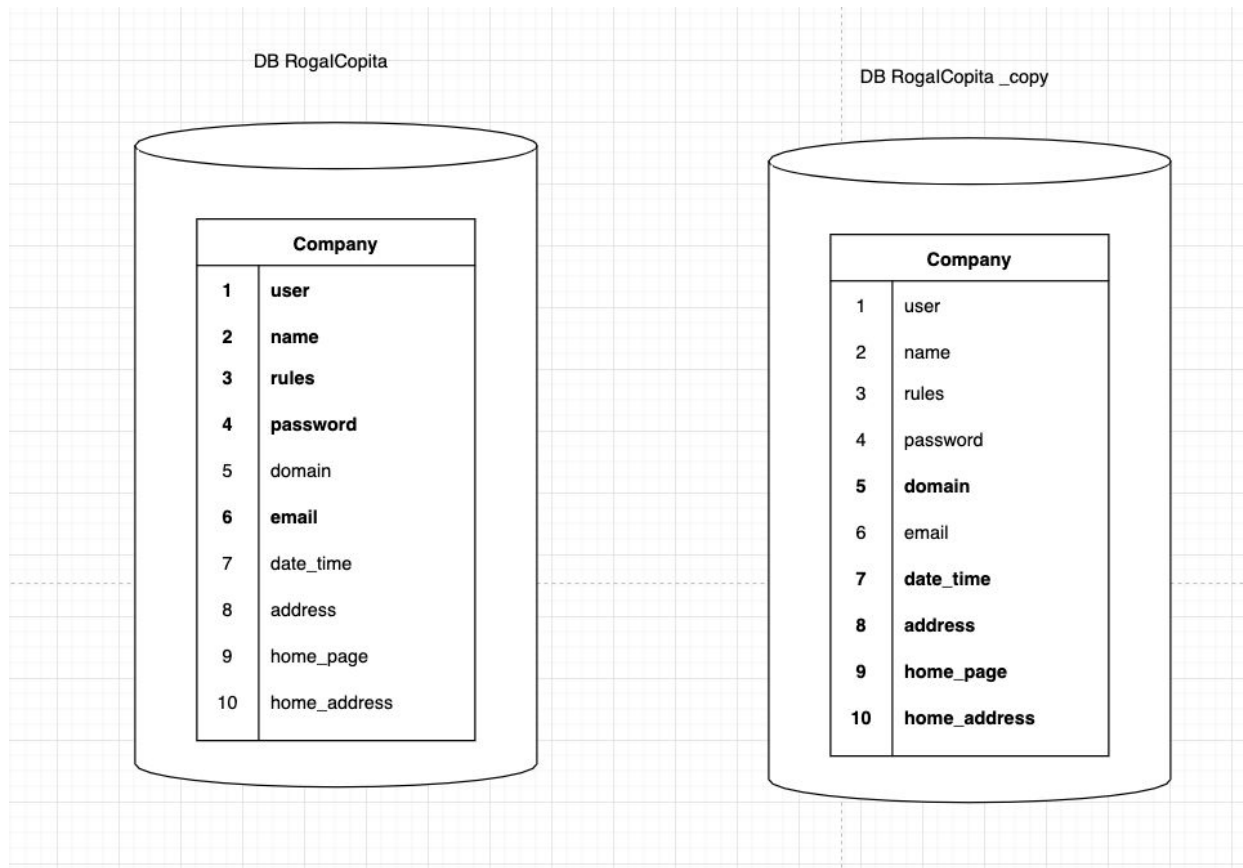 DB RogalCopita
Company
1 user
2 name
3 rules
4 password
5 domain
6 email
7 date_time
8 address
9 home_page
10 home_address
DB RogalCopita _copy
Company
1 user
2 name
3 rules
4 password
5 domain
6 email
7 date_time
8 address
9 home_page
10 home_address